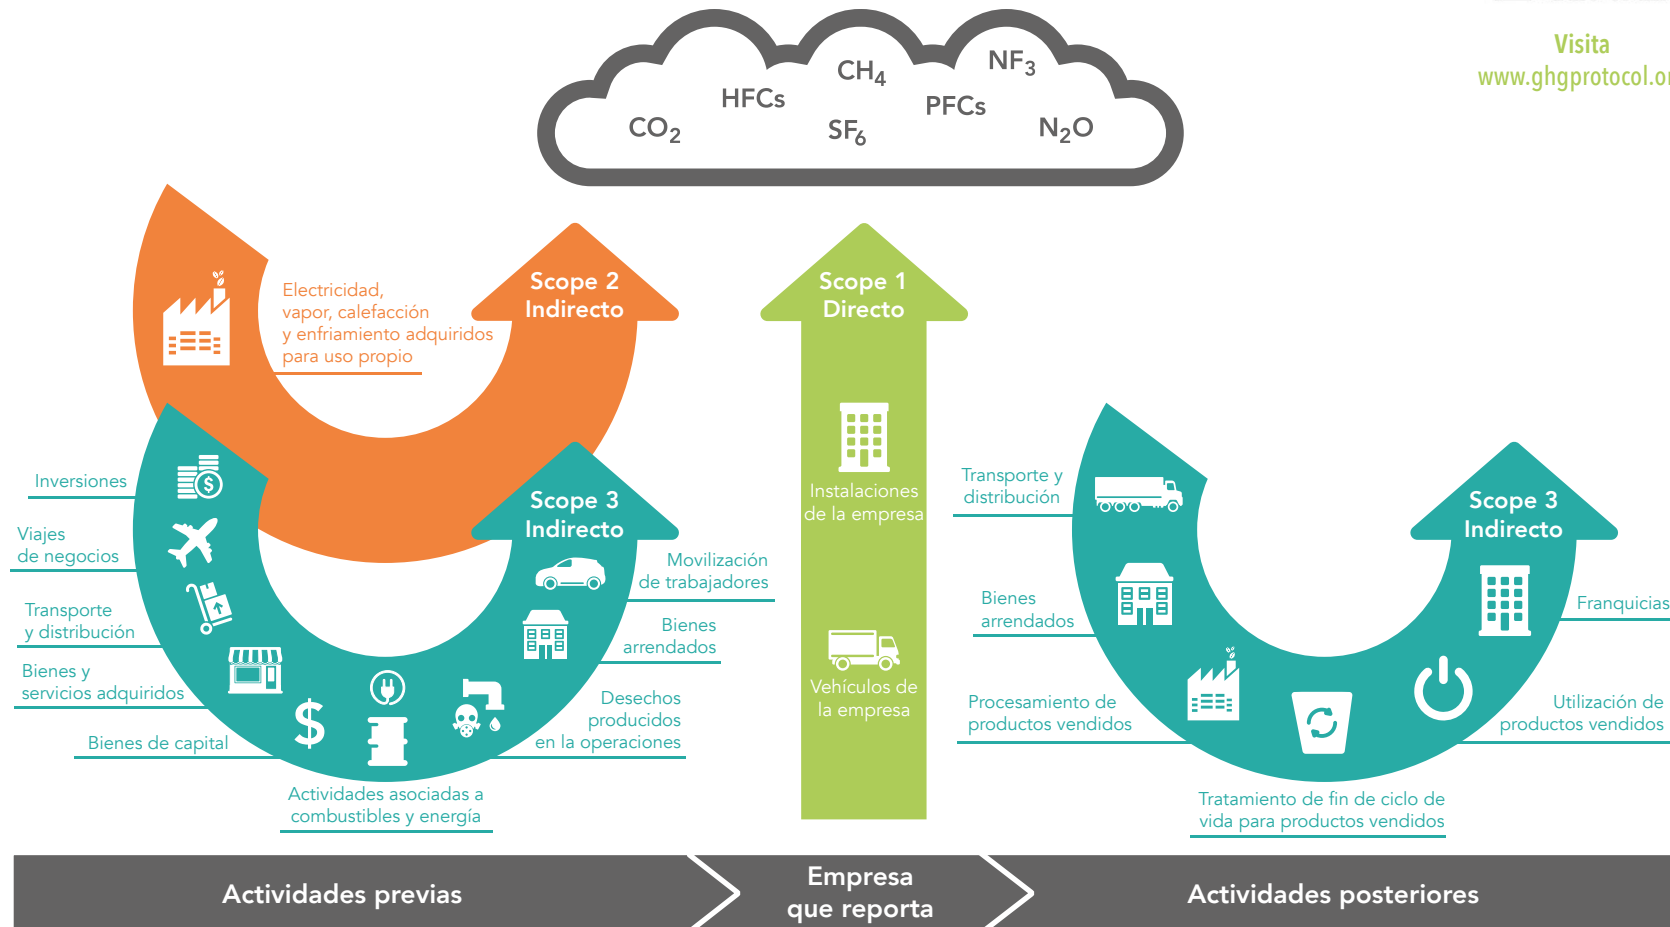 Visita
www.ghgprotocol.or
CO2
HFCs
CH4
SF6
PFCs
NF3
N2O
Electricidad,
vapor, calefacción
y enfriamiento adquiridos
para uso propio
Scope 2
Indirecto
Scope 1
Directo
Instalaciones
de la empresa
Vehículos de
la empresa
Inversiones
Viajes
de negocios
Transporte
y distribución
Bienes y
servicios adquiridos
Bienes de capital
Actividades asociadas a
combustibles y energía
Desechos
producidos
en la operaciones
Bienes
arrendados
Movilización
de trabajadores
Scope 3
Indirecto
Transporte y
distribución
Bienes
arrendados
Procesamiento de
productos vendidos
Tratamiento de fin de ciclo de
vida para productos vendidos
Utilización de
productos vendidos
Franquicias
Scope 3
Indirecto
Actividades previas
Empresa
que reporta
Actividades posteriores